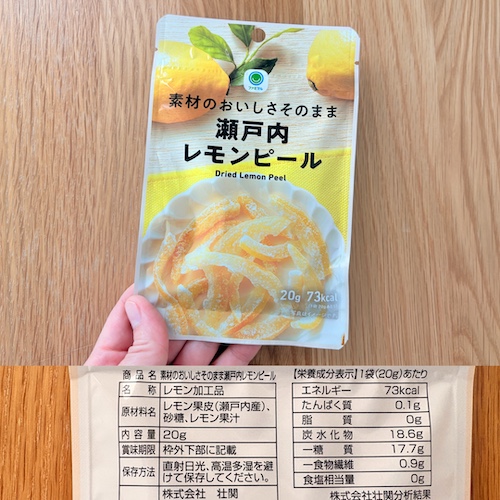 ファミマル
素材のおいしさそのまま
瀬戸内
レモンピール
Dried Lemon Peel
20g 73kcal
商品名 素材のおいしさそのまま瀬戸内レモンピール
名称 レモン加工品
原材料名 レモン果皮(瀬戸内産)、
砂糖、レモン果汁
内容量 20g
賞味期限 枠外下部に記載
保存方法 直射日光、高温多湿を避
けて保存してください。
株式会社 壮関
【栄養成分表示】1袋(20g)あたり
エネルギー 73kcal
たんぱく質 0.1g
脂質 0g
炭水化物 18.6g
ー糖質 17.7g
ー食物繊維 0.9g
食塩相当量 0g
株式会社壮関分析結果